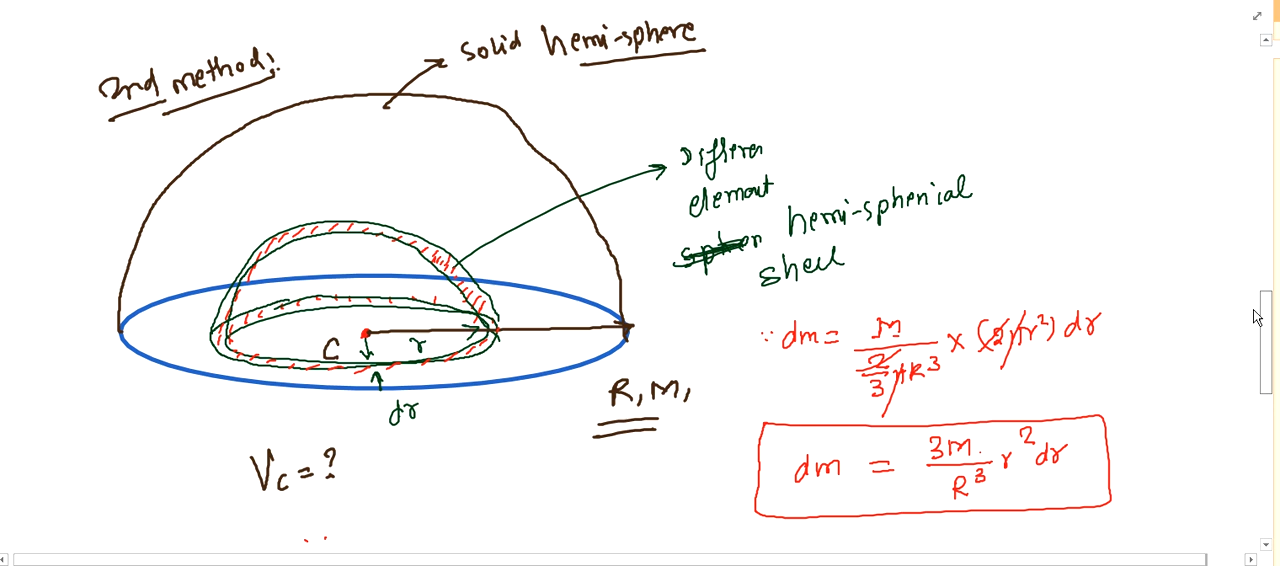 2nd method:
solid hemi-sphere
Differen
element
hemi-spherical
shell
∵ dm = M / (2/3 πR³) × (2πr²) dr
C
r
dr
R, M,
dm = 3M/R³ r² dr
Vc = ?